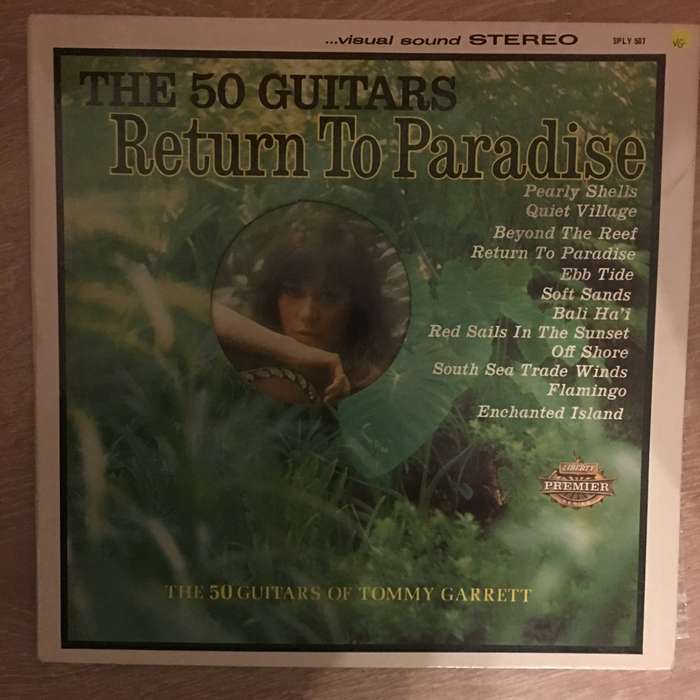 ...visual sound STEREO
SPLY 507
VG
THE 50 GUITARS
Return To Paradise
Pearly Shells
Quiet Village
Beyond The Reef
Return To Paradise
Ebb Tide
Soft Sands
Bali Ha'i
Red Sails In The Sunset
Off Shore
South Sea Trade Winds
Flamingo
Enchanted Island
LIBERTY
PREMIER
THE 50 GUITARS OF TOMMY GARRETT